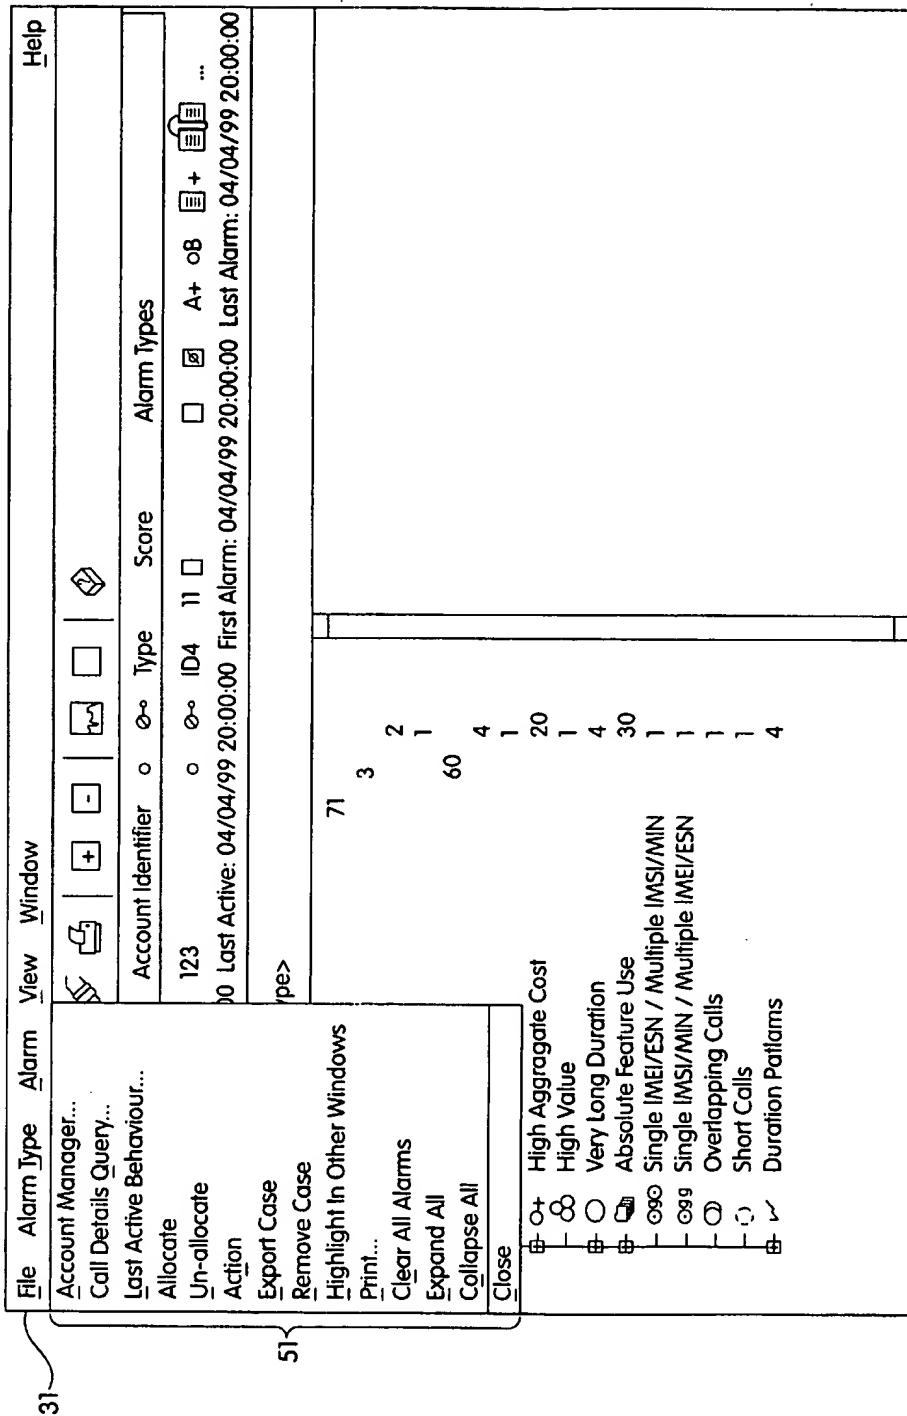 File Alarm Type Alarm View Window Help
Account Manager...
Call Details Query...
Last Active Behaviour...
Allocate
Un-allocate
Action
Export Case
Remove Case
Highlight In Other Windows
Print...
Clear All Alarms
Expand All
Collapse All
Close
Account Identifier Type Score Alarm Types
123 ID4 11 A+ B + ...
00 Last Active: 04/04/99 20:00:00 First Alarm: 04/04/99 20:00:00 Last Alarm: 04/04/99 20:00:00
ype>
71
3
2
1
60
4
1
High Aggragate Cost 20
High Value 1
Very Long Duration 4
Absolute Feature Use 30
Single IMEI/ESN / Multiple IMSI/MIN 1
Single IMSI/MIN / Multiple IMEI/ESN 1
Overlapping Calls 1
Short Calls 1
Duration Patlams 4
31
51